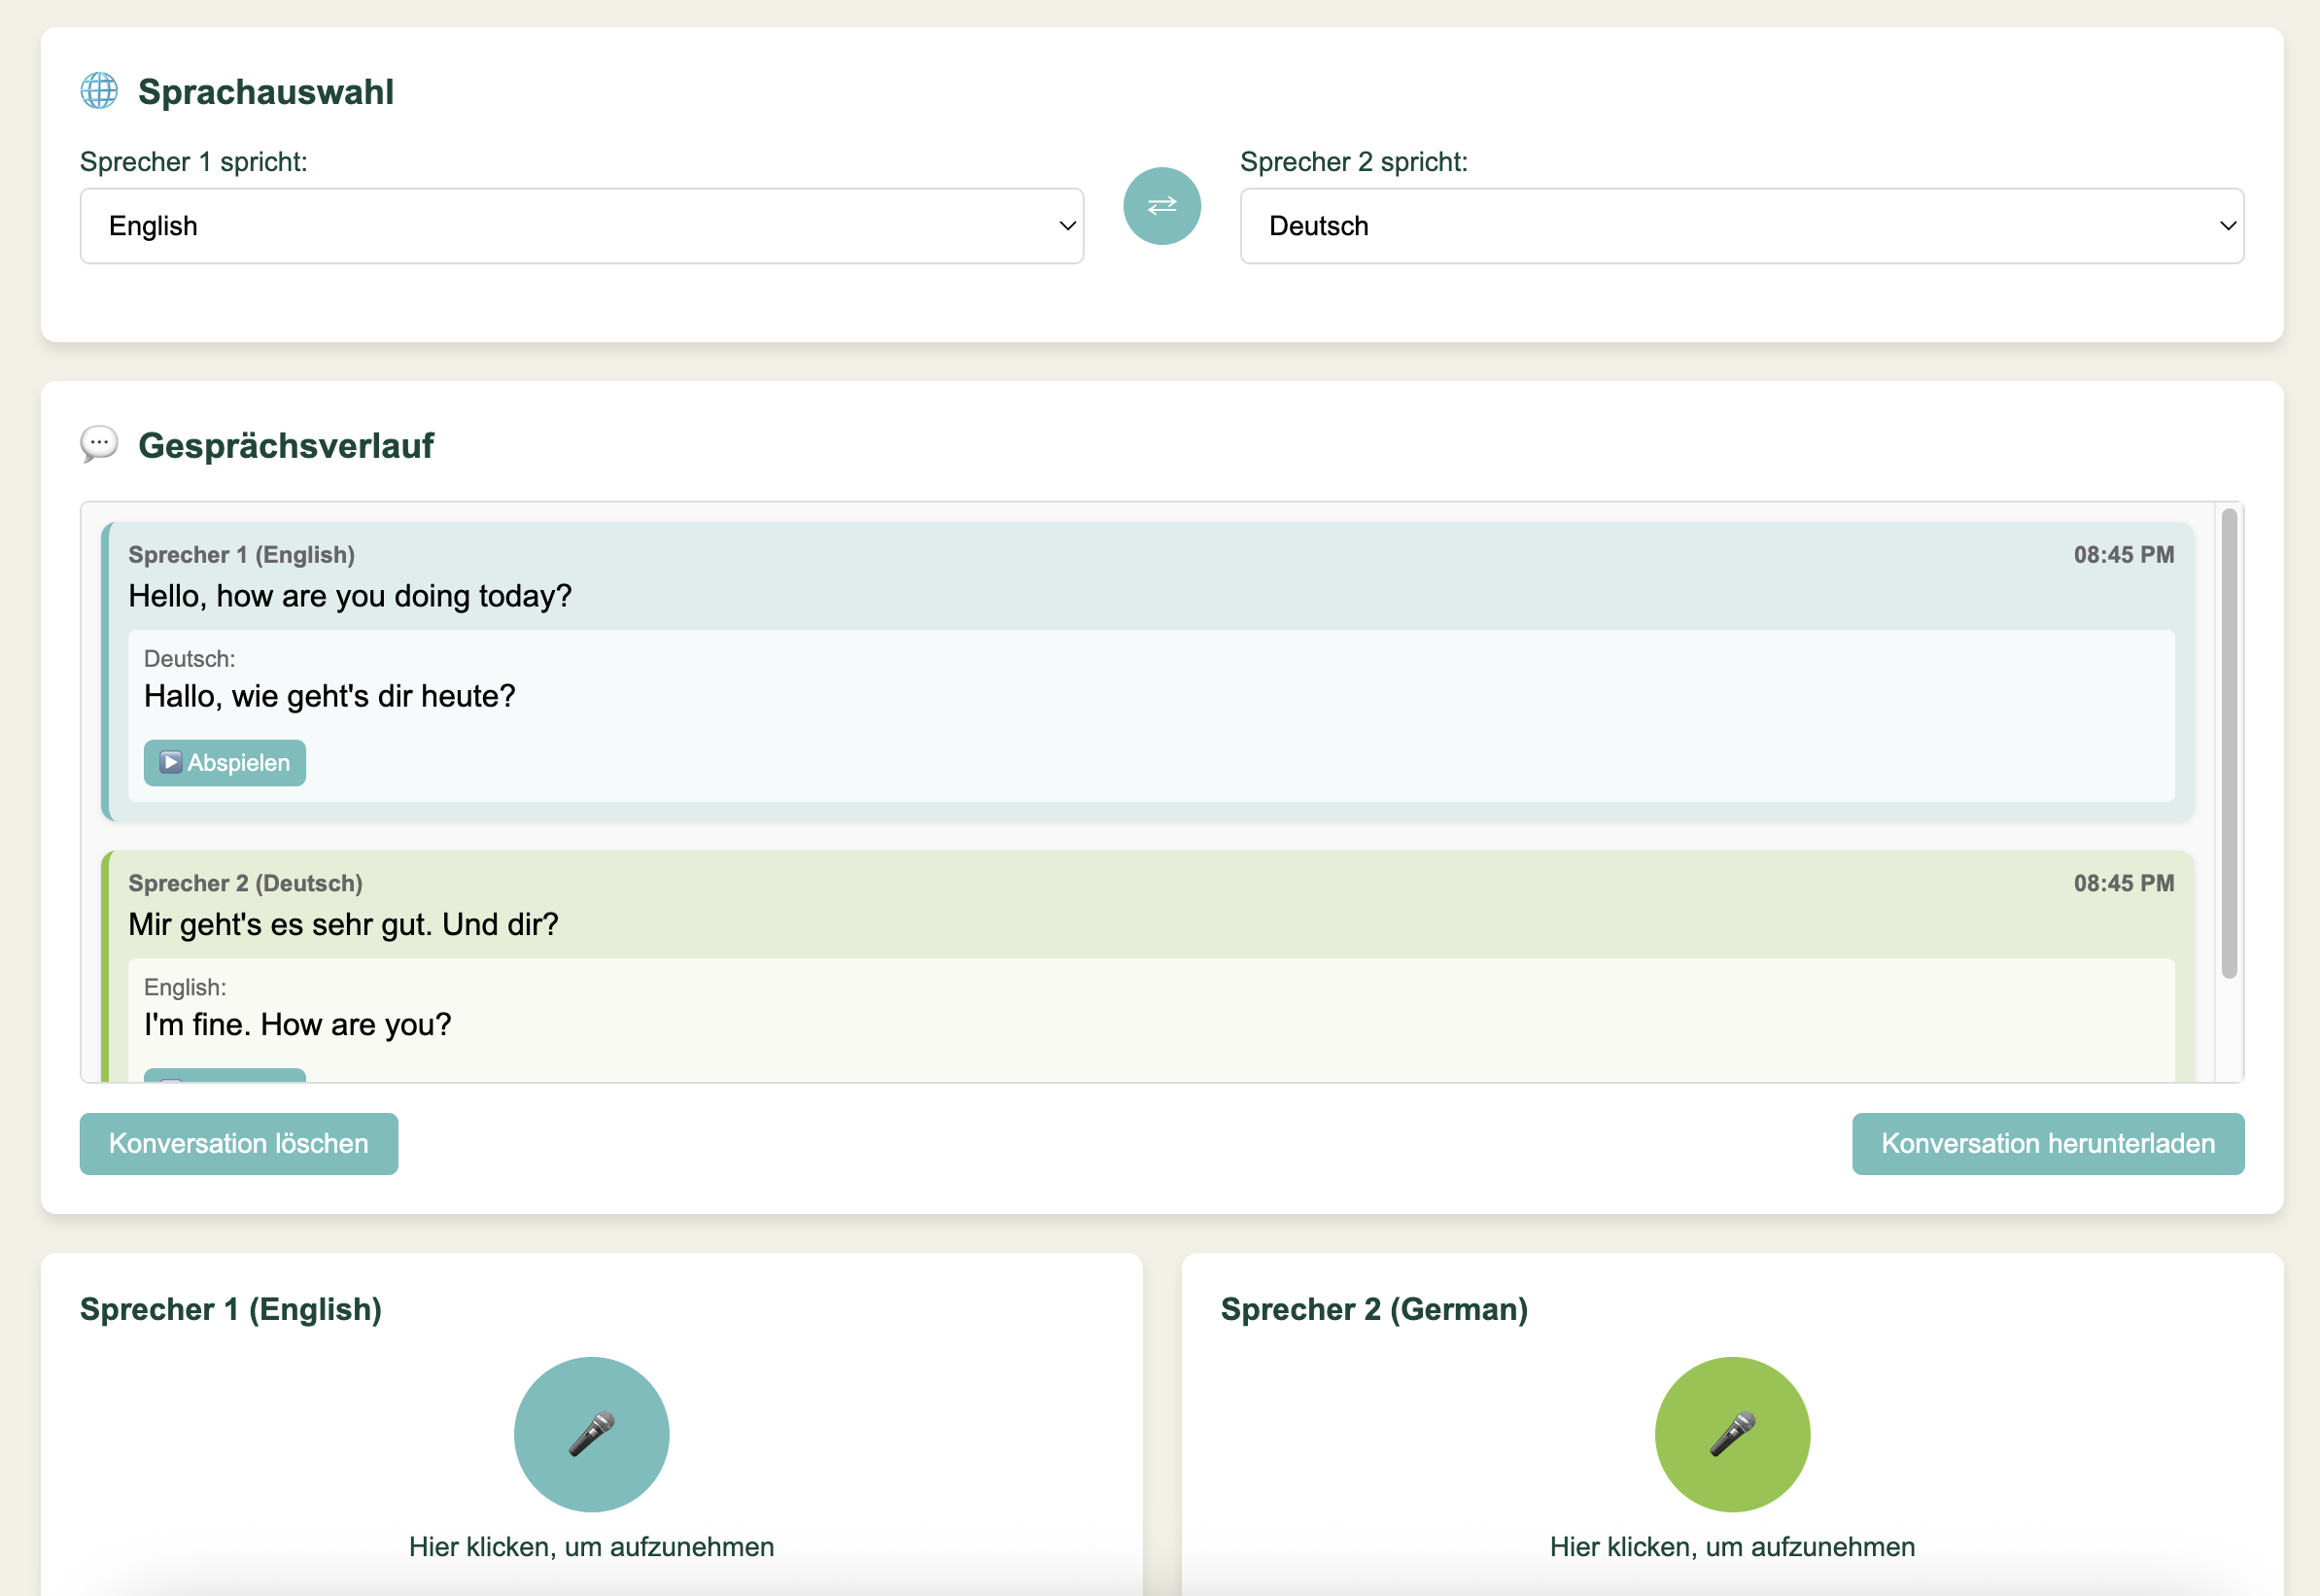 Sprachauswahl
Sprecher 1 spricht:
English
Sprecher 2 spricht:
Deutsch
Gesprächsverlauf
Sprecher 1 (English) 08:45 PM
Hello, how are you doing today?
Deutsch:
Hallo, wie geht's dir heute?
Abspielen
Sprecher 2 (Deutsch) 08:45 PM
Mir geht's es sehr gut. Und dir?
English:
I'm fine. How are you?
Konversation löschen
Konversation herunterladen
Sprecher 1 (English)
Hier klicken, um aufzunehmen
Sprecher 2 (German)
Hier klicken, um aufzunehmen